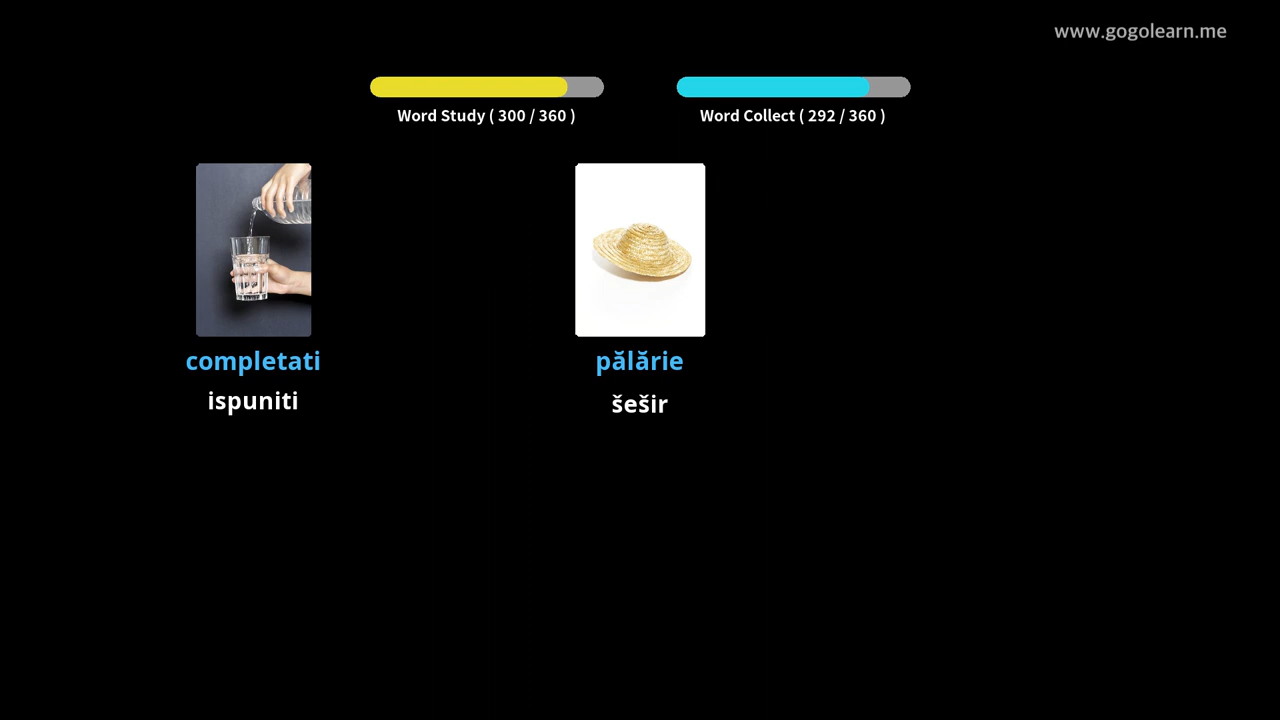 www.gogolearn.me
Word Study ( 300 / 360 )
Word Collect ( 292 / 360 )
completati
pălărie
ispuniti
šešir